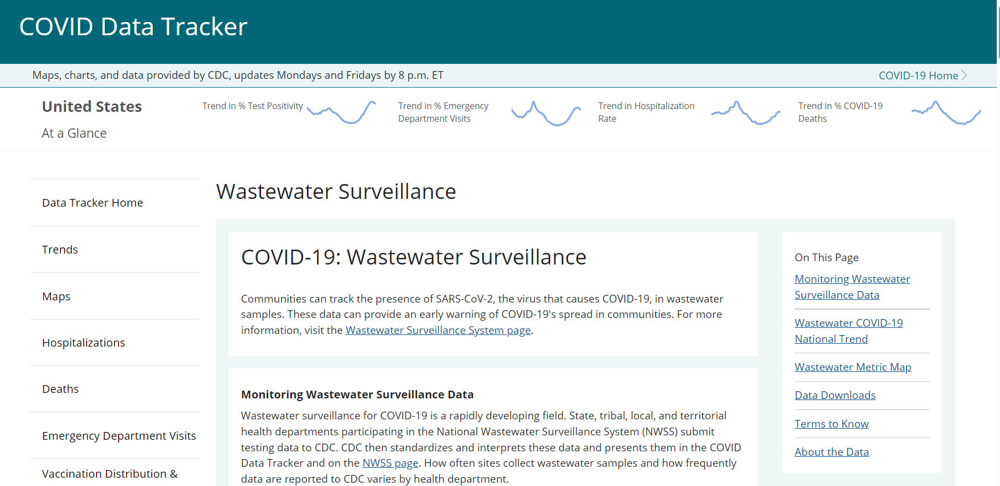 COVID Data Tracker
Maps, charts, and data provided by CDC, updates Mondays and Fridays by 8 p.m. ET
COVID-19 Home
United States
At a Glance
Trend in % Test Positivity
Trend in % Emergency
Department Visits
Trend in Hospitalization
Rate
Trend in % COVID-19
Deaths
Data Tracker Home
Trends
Maps
Hospitalizations
Deaths
Emergency Department Visits
Vaccination Distribution &
Wastewater Surveillance
COVID-19: Wastewater Surveillance
Communities can track the presence of SARS-CoV-2, the virus that causes COVID-19, in wastewater
samples. These data can provide an early warning of COVID-19's spread in communities. For more
information, visit the Wastewater Surveillance System page.
Monitoring Wastewater Surveillance Data
Wastewater surveillance for COVID-19 is a rapidly developing field. State, tribal, local, and territorial
health departments participating in the National Wastewater Surveillance System (NWSS) submit
testing data to CDC. CDC then standardizes and interprets these data and presents them in the COVID
Data Tracker and on the NWSS page. How often sites collect wastewater samples and how frequently
data are reported to CDC varies by health department.
On This Page
Monitoring Wastewater
Surveillance Data
Wastewater COVID-19
National Trend
Wastewater Metric Map
Data Downloads
Terms to Know
About the Data